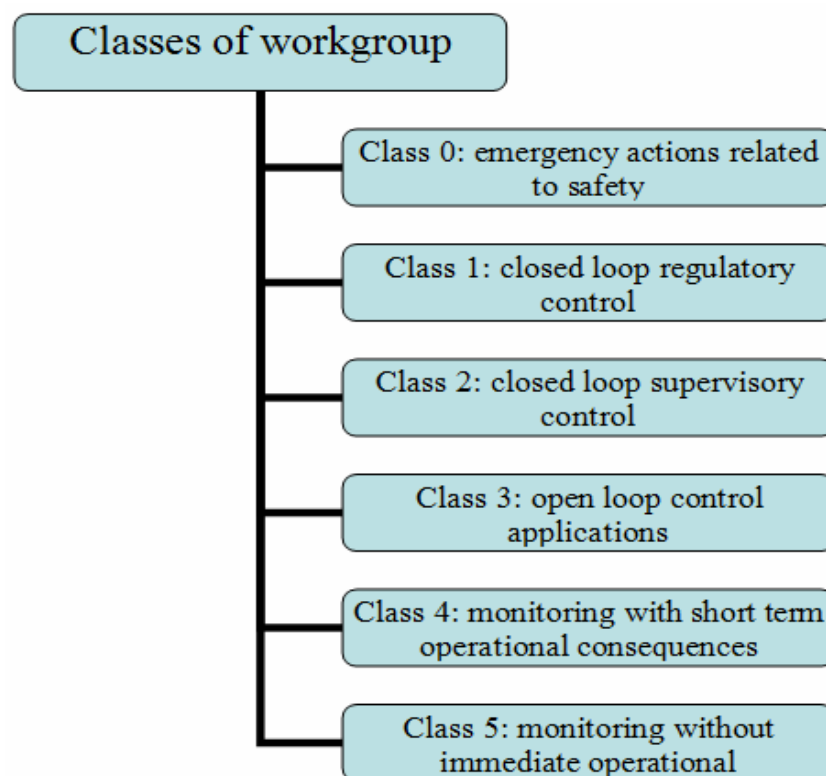 Classes of workgroup
Class 0: emergency actions related
to safety
Class 1: closed loop regulatory
control
Class 2: closed loop supervisory
control
Class 3: open loop control
applications
Class 4: monitoring with short term
operational consequences
Class 5: monitoring without
immediate operational